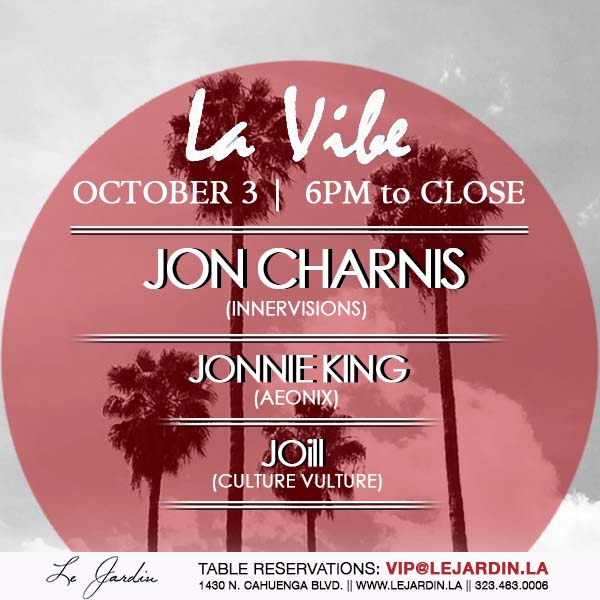 La Vibe
OCTOBER 3 | 6PM to CLOSE
JON CHARNIS
(INNERVISIONS)
JONNIE KING
(AEONIX)
JOill
(CULTURE VULTURE)
Le Jardin
TABLE RESERVATIONS: VIP@LEJARDIN.LA
1430 N. CAHUENGA BLVD. || WWW.LEJARDIN.LA || 323.463.0006